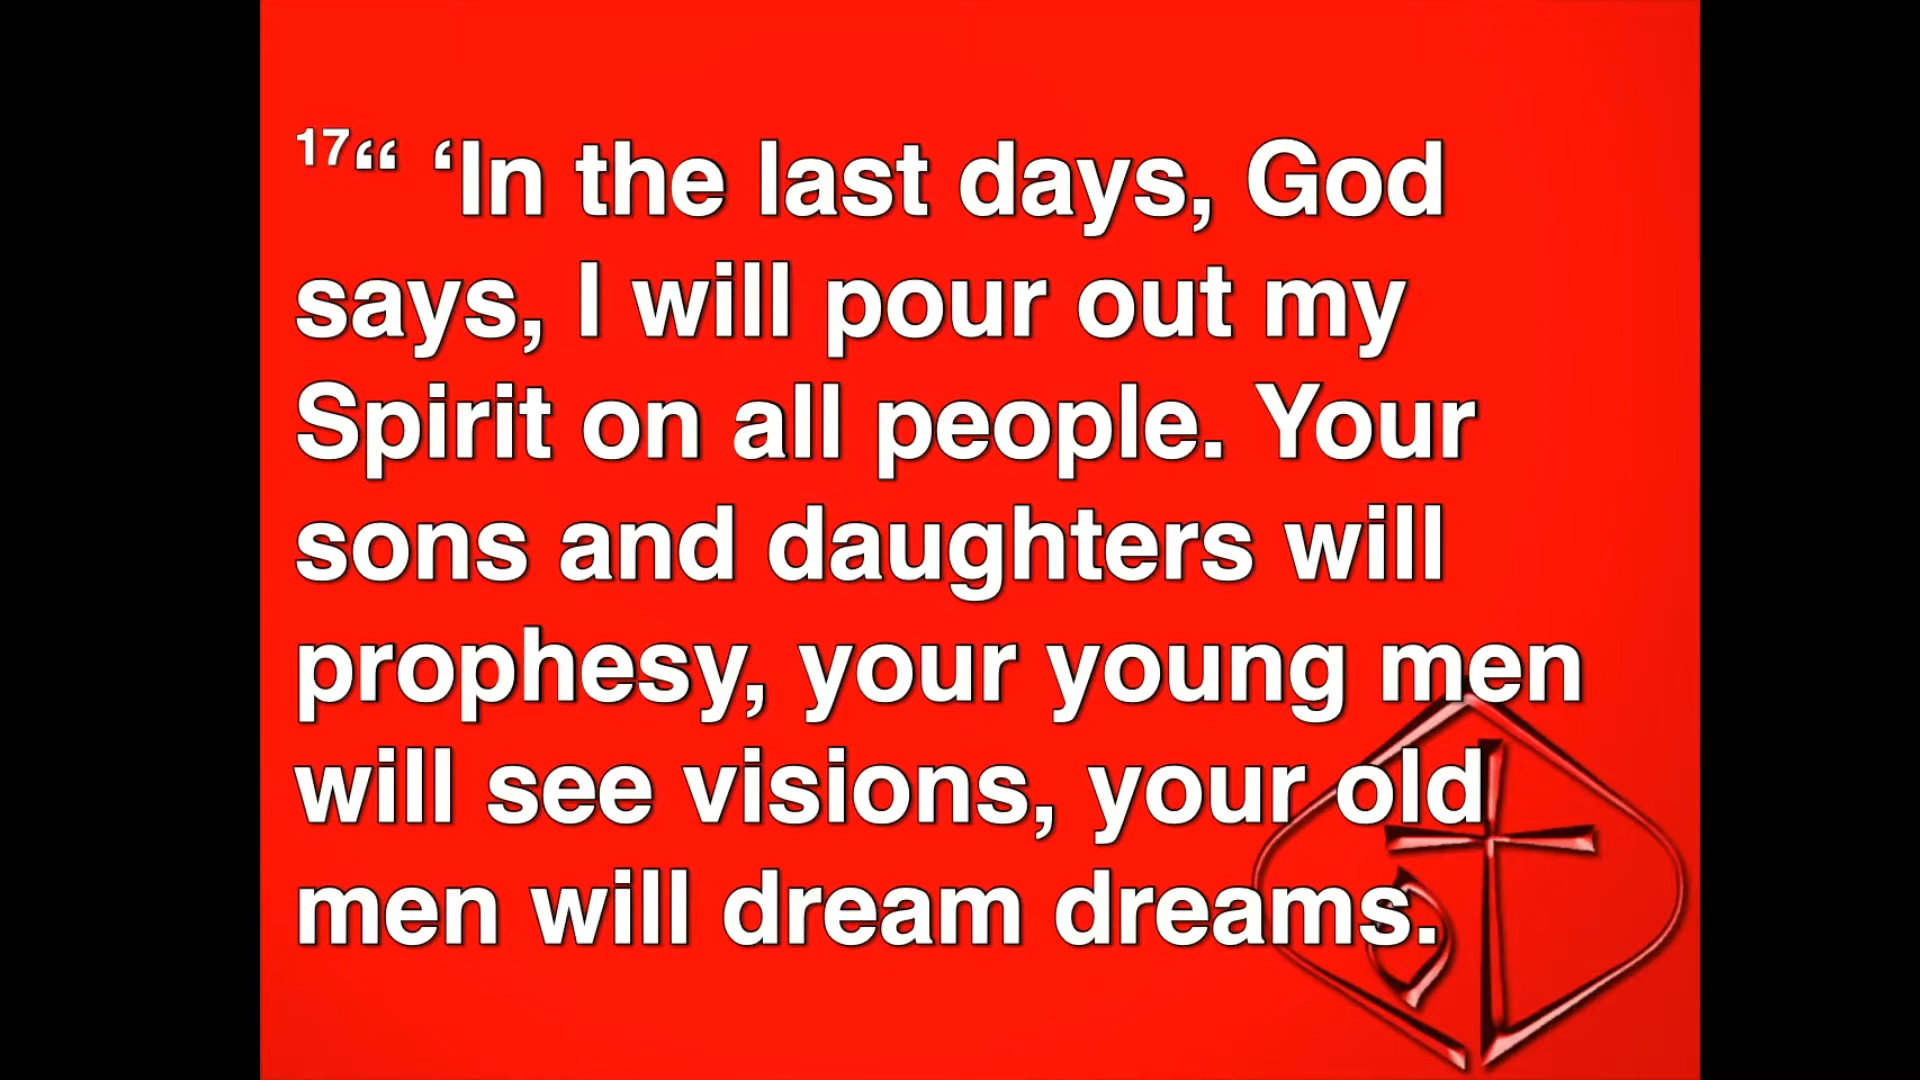 17“ ‘In the last days, God
says, I will pour out my
Spirit on all people. Your
sons and daughters will
prophesy, your young men
will see visions, your old
men will dream dreams.